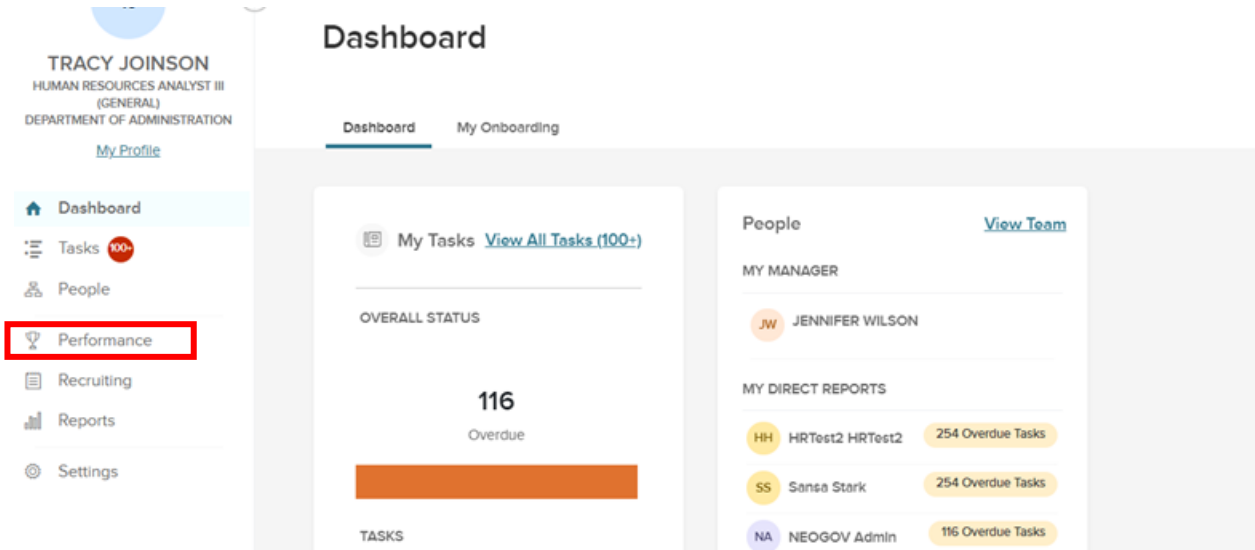 TRACY JOINSON
HUMAN RESOURCES ANALYST III
(GENERAL)
DEPARTMENT OF ADMINISTRATION
My Profile
Dashboard
Tasks 100+
People
Performance
Recruiting
Reports
Settings
Dashboard
Dashboard My Onboarding
My Tasks View All Tasks (100+)
OVERALL STATUS
116
Overdue
TASKS
People View Team
MY MANAGER
JW JENNIFER WILSON
MY DIRECT REPORTS
HH HRTest2 HRTest2 254 Overdue Tasks
SS Sansa Stark 254 Overdue Tasks
NA NEOGOV Admin 116 Overdue Tasks